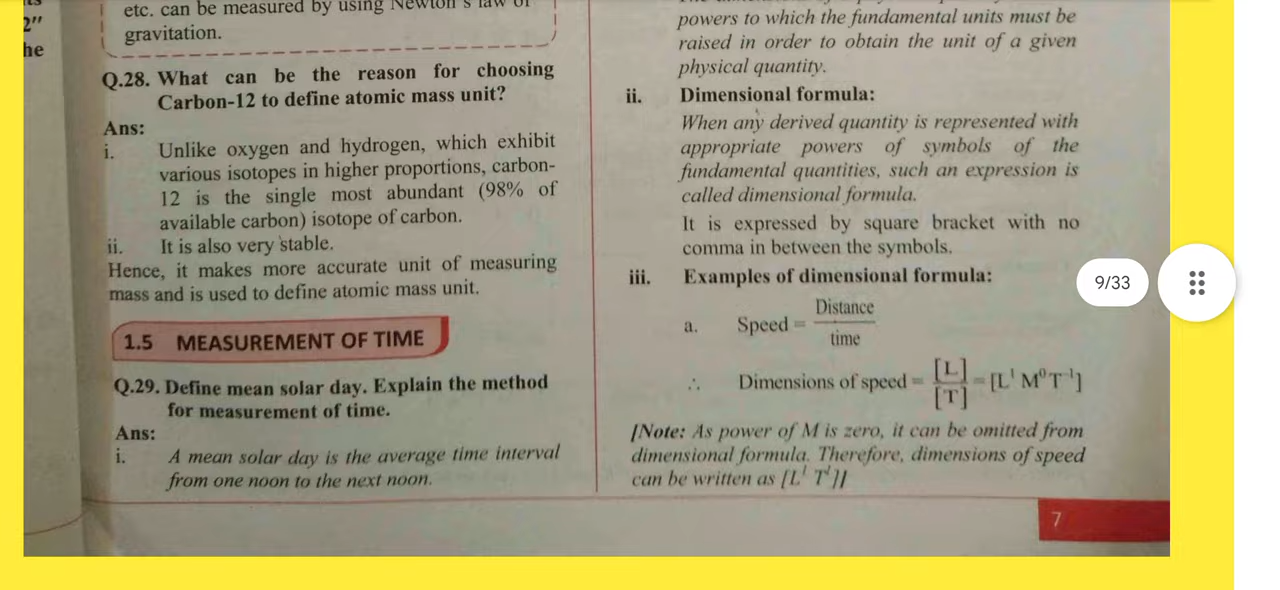 2"
he
etc. can be measured by using Newton's law of
gravitation.
Q.28. What can be the reason for choosing
Carbon-12 to define atomic mass unit?
Ans:
i. Unlike oxygen and hydrogen, which exhibit
various isotopes in higher proportions, carbon-
12 is the single most abundant (98% of
available carbon) isotope of carbon.
ii. It is also very stable.
Hence, it makes more accurate unit of measuring
mass and is used to define atomic mass unit.
1.5 MEASUREMENT OF TIME
Q.29. Define mean solar day. Explain the method
for measurement of time.
Ans:
i. A mean solar day is the average time interval
from one noon to the next noon.
powers to which the fundamental units must be
raised in order to obtain the unit of a given
physical quantity.
ii. Dimensional formula:
When any derived quantity is represented with
appropriate powers of symbols of the
fundamental quantities, such an expression is
called dimensional formula.
It is expressed by square bracket with no
comma in between the symbols.
iii. Examples of dimensional formula:
a. Speed = Distance / time
∴ Dimensions of speed = [L] / [T] = [L¹ M⁰ T⁻¹]
[Note: As power of M is zero, it can be omitted from
dimensional formula. Therefore, dimensions of speed
can be written as [L¹ T¹]]
7
9/33